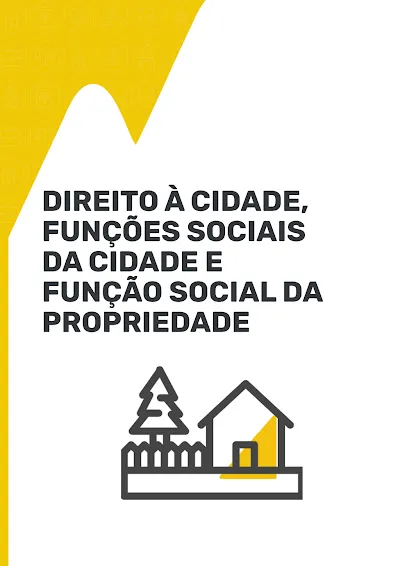 DIREITO À CIDADE,
FUNÇÕES SOCIAIS
DA CIDADE E
FUNÇÃO SOCIAL DA
PROPRIEDADE